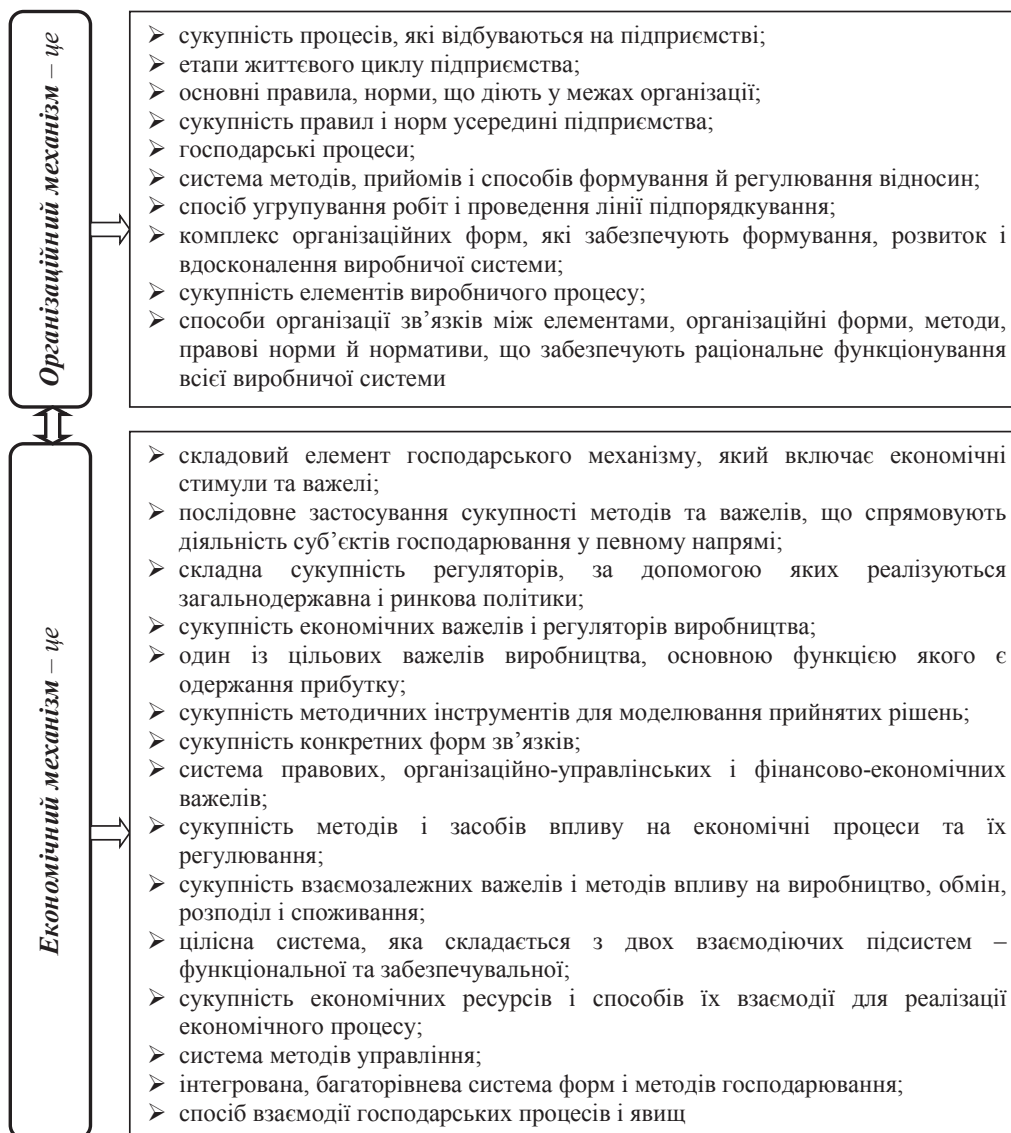 Організаційний механізм – це
➢ сукупність процесів, які відбуваються на підприємстві;
➢ етапи життєвого циклу підприємства;
➢ основні правила, норми, що діють у межах організації;
➢ сукупність правил і норм усередині підприємства;
➢ господарські процеси;
➢ система методів, прийомів і способів формування й регулювання відносин;
➢ спосіб угрупування робіт і проведення лінії підпорядкування;
➢ комплекс організаційних форм, які забезпечують формування, розвиток і
вдосконалення виробничої системи;
➢ сукупність елементів виробничого процесу;
➢ способи організації зв’язків між елементами, організаційні форми, методи,
правові норми й нормативи, що забезпечують раціональне функціонування
всієї виробничої системи
Економічний механізм – це
➢ складовий елемент господарського механізму, який включає економічні
стимули та важелі;
➢ послідовне застосування сукупності методів та важелів, що спрямовують
діяльність суб’єктів господарювання у певному напрямі;
➢ складна сукупність регуляторів, за допомогою яких реалізуються
загальнодержавна і ринкова політики;
➢ сукупність економічних важелів і регуляторів виробництва;
➢ один із цільових важелів виробництва, основною функцією якого є
одержання прибутку;
➢ сукупність методичних інструментів для моделювання прийнятих рішень;
➢ сукупність конкретних форм зв’язків;
➢ система правових, організаційно-управлінських і фінансово-економічних
важелів;
➢ сукупність методів і засобів впливу на економічні процеси та їх
регулювання;
➢ сукупність взаємозалежних важелів і методів впливу на виробництво, обмін,
розподіл і споживання;
➢ цілісна система, яка складається з двох взаємодіючих підсистем –
функціональної та забезпечувальної;
➢ сукупність економічних ресурсів і способів їх взаємодії для реалізації
економічного процесу;
➢ система методів управління;
➢ інтегрована, багаторівнева система форм і методів господарювання;
➢ спосіб взаємодії господарських процесів і явищ